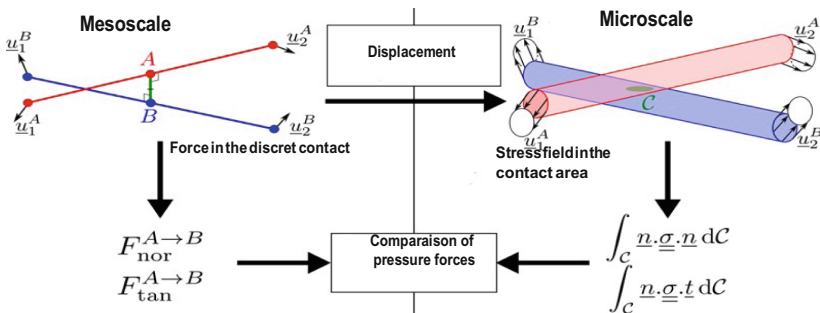 Mesoscale
Microscale
Displacement
u_1^B
A
u_2^A
u_1^A
B
u_2^B
u_1^B
u_2^A
C
u_1^A
u_2^B
Force in the discret contact
Stress field in the
contact area
F_nor^{A→B}
F_tan^{A→B}
Comparaison of
pressure forces
∫_C n.σ.n dC
∫_C n.σ.t dC